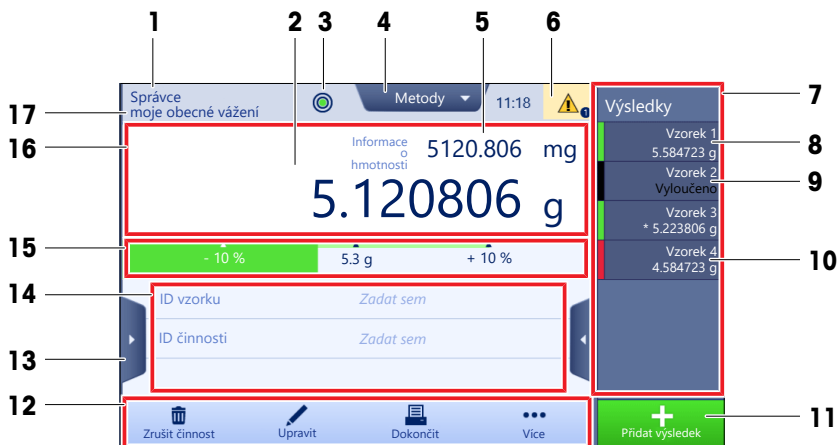 1 2 3 4 5 6
Správce
moje obecné vážení
Metody
11:18
1
Výsledky
7
17
16
Informace
o
hmotnosti
5120.806 mg
5.120806 g
Vzorek 1
5.584723 g
8
Vzorek 2
Vyloučeno
9
Vzorek 3
* 5.223806 g
Vzorek 4
4.584723 g
10
15
- 10 % 5.3 g + 10 %
14
ID vzorku Zadat sem
ID činnosti Zadat sem
13
12
Zrušit činnost Upravit Dokončit Více
Přidat výsledek
11